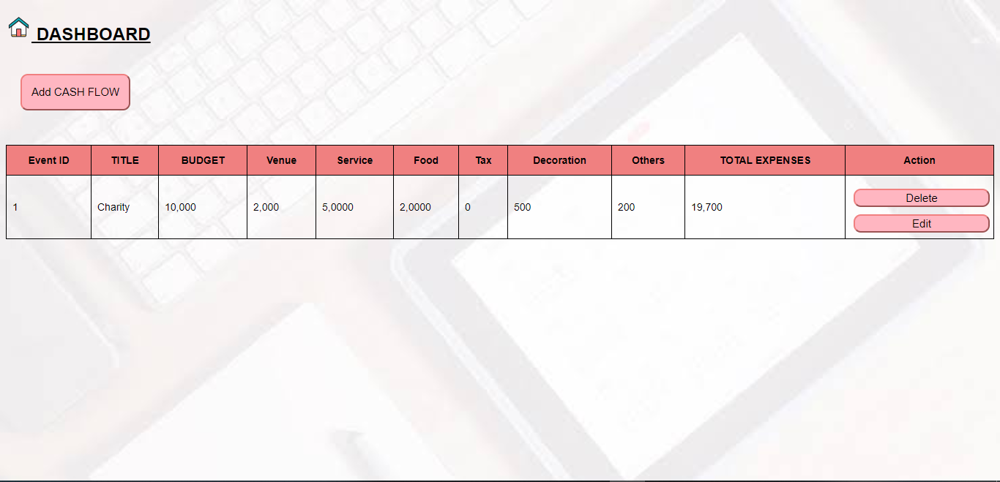 DASHBOARD
Add CASH FLOW
Event ID TITLE BUDGET Venue Service Food Tax Decoration Others TOTAL EXPENSES Action
1 Charity 10,000 2,000 5,0000 2,0000 0 500 200 19,700 Delete
Edit